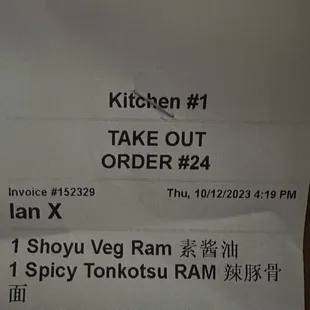 Kitchen #1
TAKE OUT
ORDER #24
Invoice #152329 Thu, 10/12/2023 4:19 PM
Ian X
1 Shoyu Veg Ram 素酱油
1 Spicy Tonkotsu RAM 辣豚骨
面